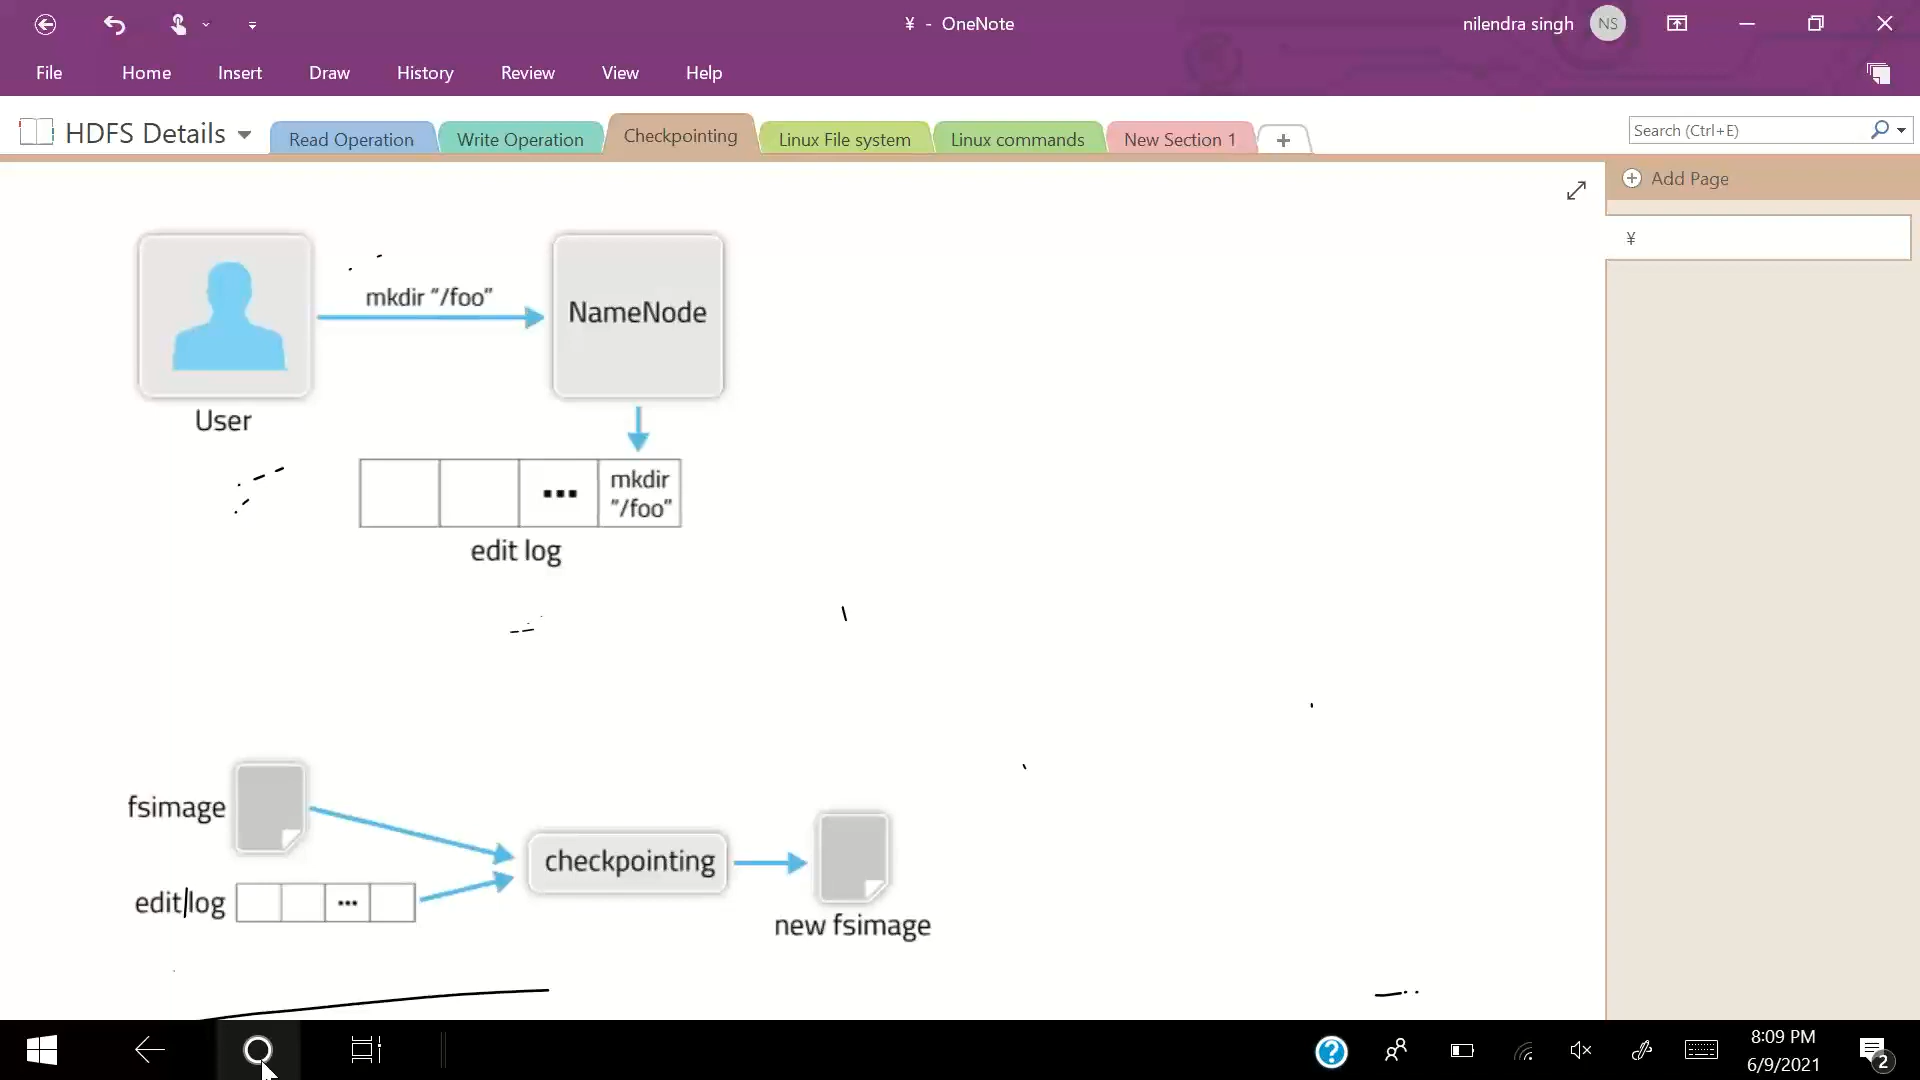 ¥ - OneNote
nilendra singh
NS
File Home Insert Draw History Review View Help
HDFS Details
Read Operation
Write Operation
Checkpointing
Linux File system
Linux commands
New Section 1
Search (Ctrl+E)
Add Page
¥
mkdir "/foo"
NameNode
User
...
mkdir
"/foo"
edit log
fsimage
checkpointing
edit log
...
new fsimage
8:09 PM
6/9/2021
2